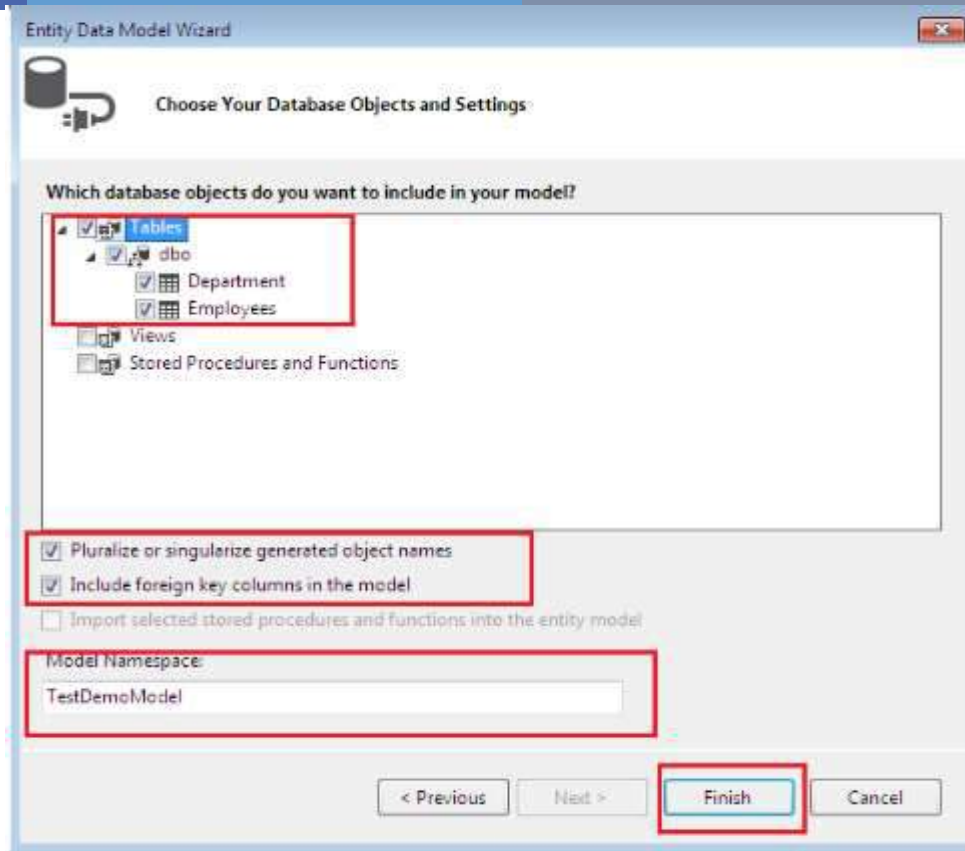 Entity Data Model Wizard
Choose Your Database Objects and Settings
Which database objects do you want to include in your model?
Tables
dbo
Department
Employees
Views
Stored Procedures and Functions
Pluralize or singularize generated object names
Include foreign key columns in the model
Import selected stored procedures and functions into the entity model
Model Namespace:
TestDemoModel
< Previous Next > Finish Cancel